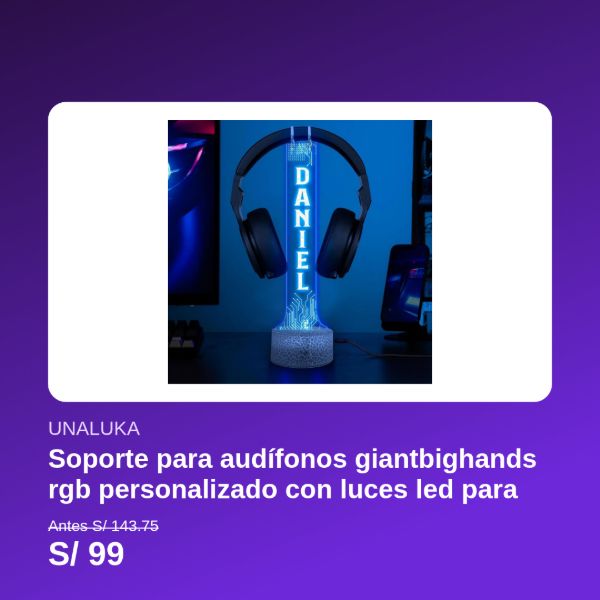 DANIEL
UNALUKA
Soporte para audífonos giantbighands
rgb personalizado con luces led para
Antes S/ 143.75
S/ 99